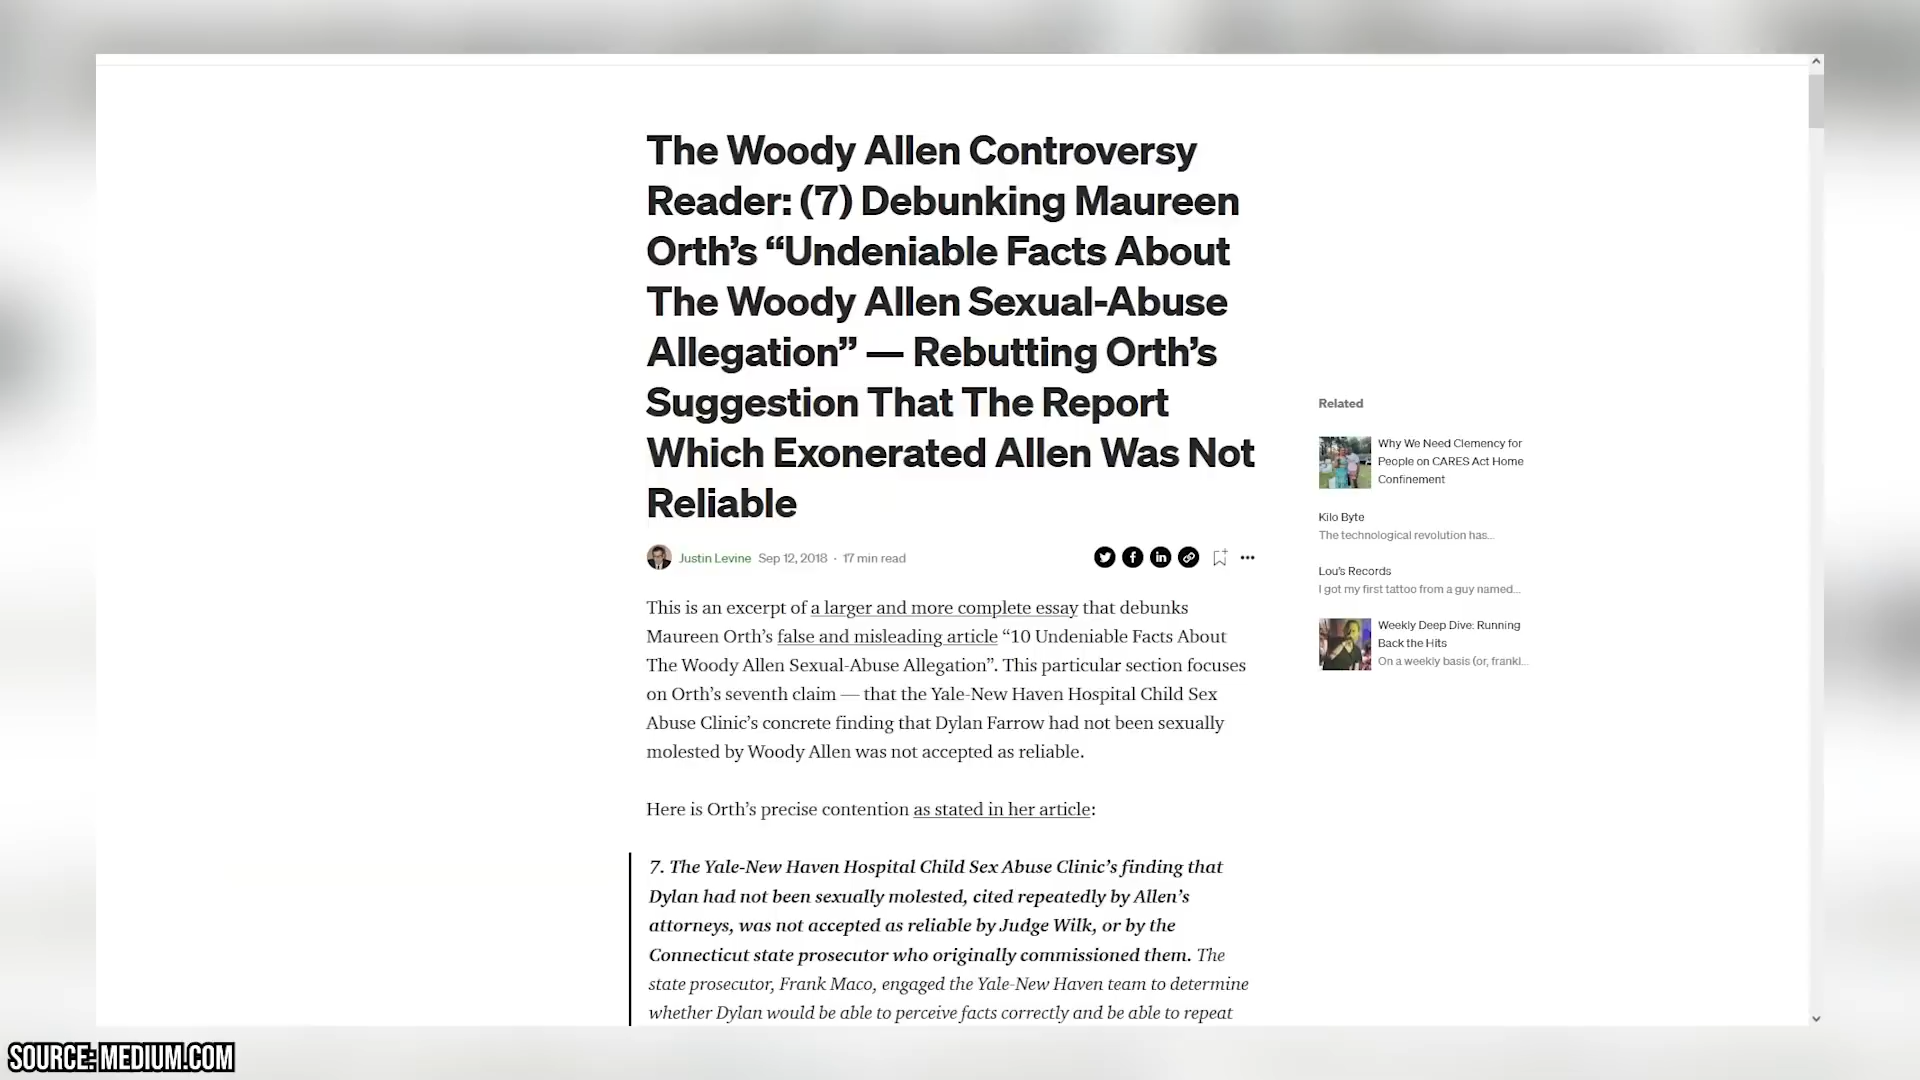 The Woody Allen Controversy
Reader: (7) Debunking Maureen
Orth’s “Undeniable Facts About
The Woody Allen Sexual-Abuse
Allegation” — Rebutting Orth’s
Suggestion That The Report
Which Exonerated Allen Was Not
Reliable
Justin Levine Sep 12, 2018 · 17 min read
This is an excerpt of a larger and more complete essay that debunks
Maureen Orth’s false and misleading article “10 Undeniable Facts About
The Woody Allen Sexual-Abuse Allegation”. This particular section focuses
on Orth’s seventh claim — that the Yale-New Haven Hospital Child Sex
Abuse Clinic’s concrete finding that Dylan Farrow had not been sexually
molested by Woody Allen was not accepted as reliable.
Here is Orth’s precise contention as stated in her article:
7. The Yale-New Haven Hospital Child Sex Abuse Clinic’s finding that
Dylan had not been sexually molested, cited repeatedly by Allen’s
attorneys, was not accepted as reliable by Judge Wilk, or by the
Connecticut state prosecutor who originally commissioned them. The
state prosecutor, Frank Maco, engaged the Yale-New Haven team to determine
whether Dylan would be able to perceive facts correctly and be able to repeat
Related
Why We Need Clemency for
People on CARES Act Home
Confinement
Kilo Byte
The technological revolution has...
Lou’s Records
I got my first tattoo from a guy named...
Weekly Deep Dive: Running
Back the Hits
On a weekly basis (or, frankl...
SOURCE: MEDIUM.COM